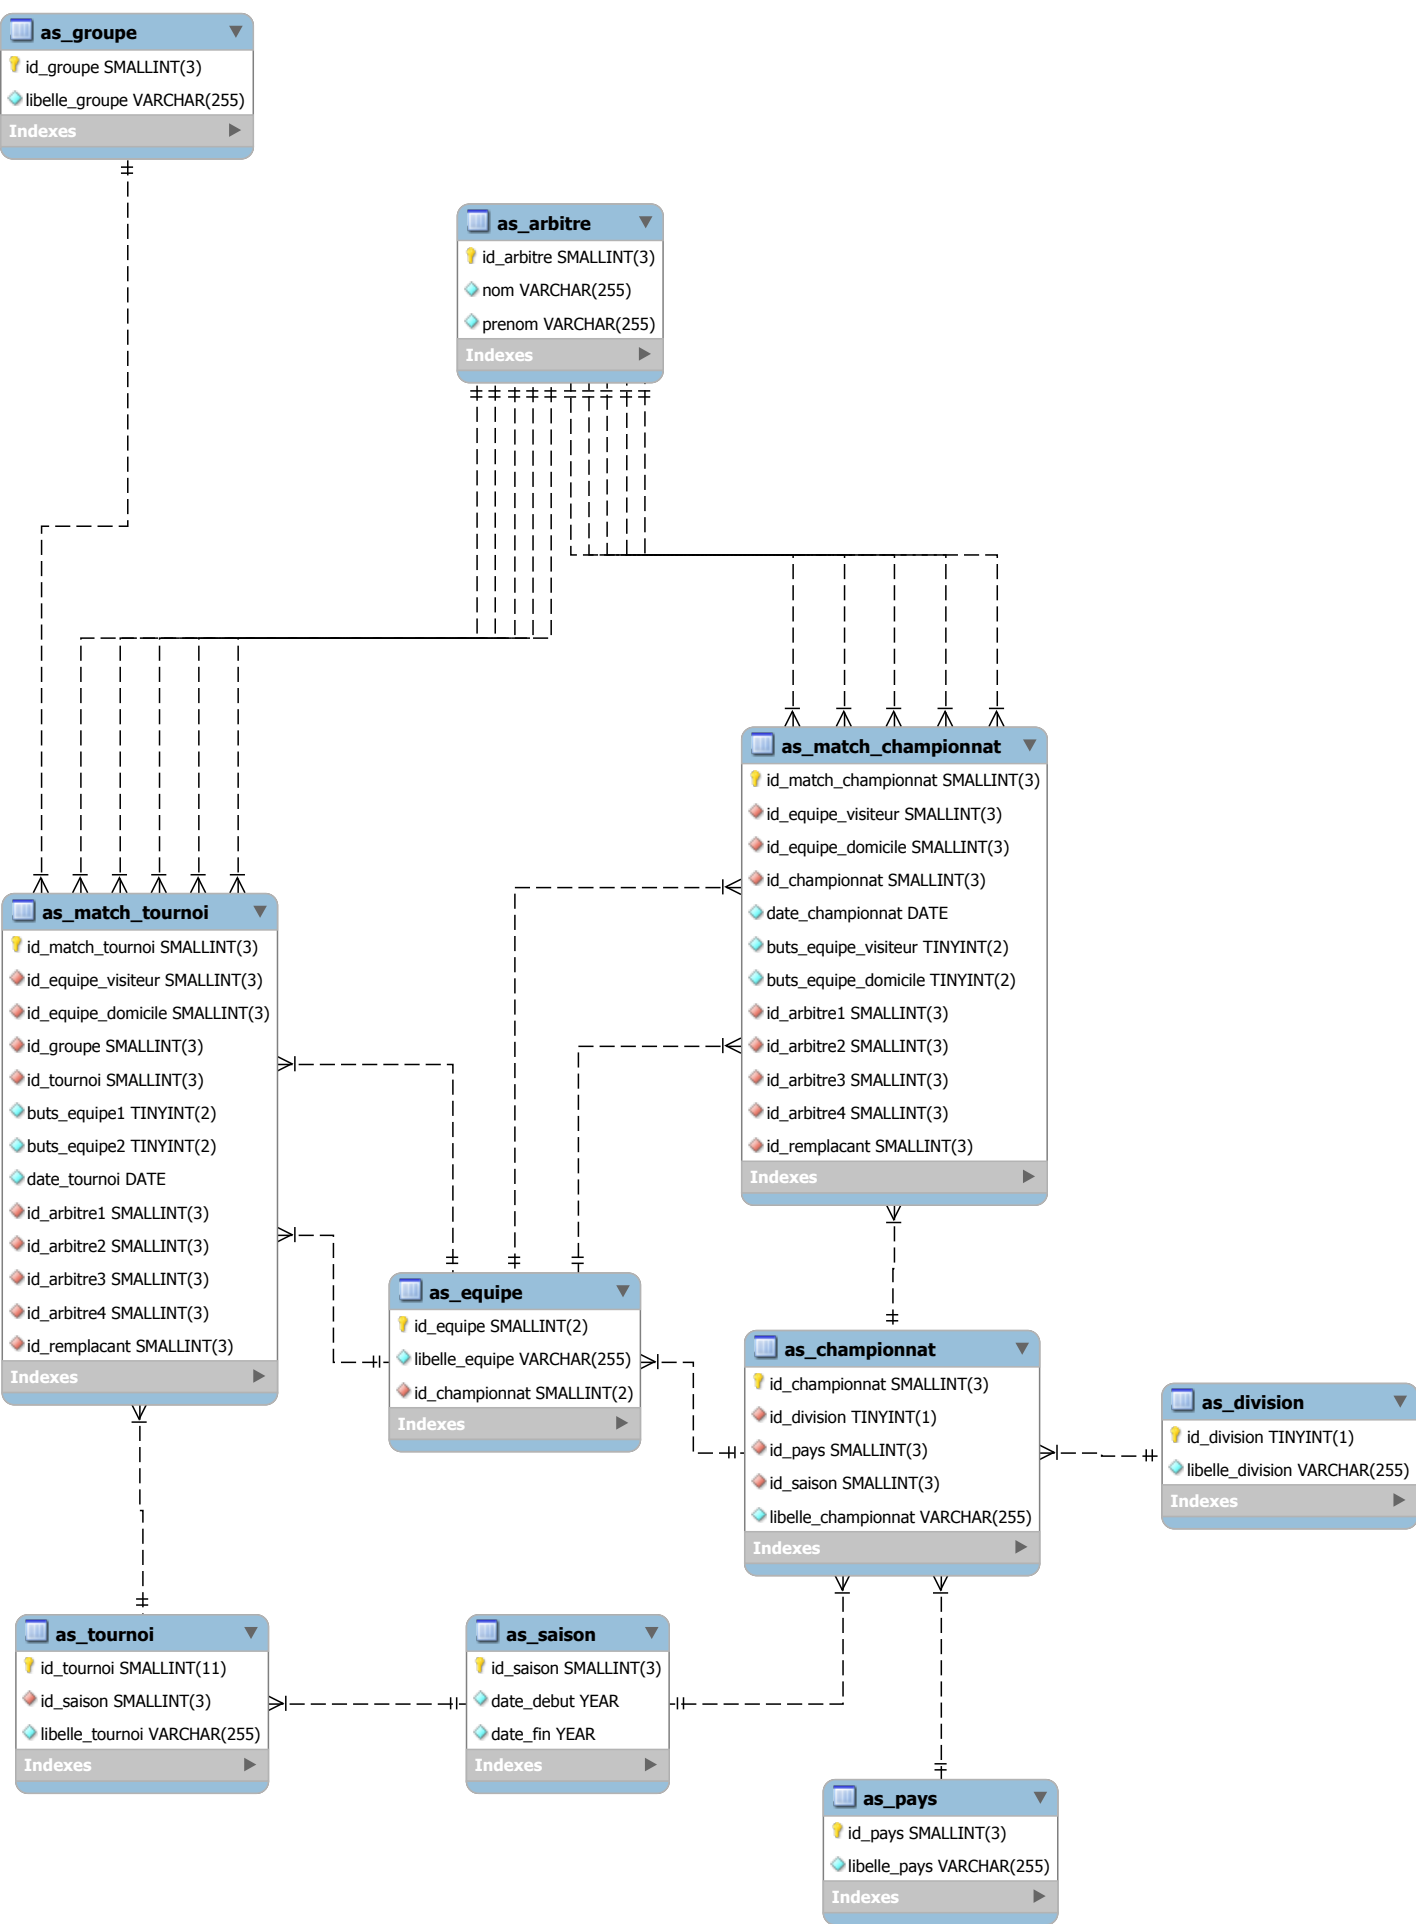 as_groupe
id_groupe SMALLINT(3)
libelle_groupe VARCHAR(255)
Indexes
as_arbitre
id_arbitre SMALLINT(3)
nom VARCHAR(255)
prenom VARCHAR(255)
Indexes
as_match_championnat
id_match_championnat SMALLINT(3)
id_equipe_visiteur SMALLINT(3)
id_equipe_domicile SMALLINT(3)
id_championnat SMALLINT(3)
date_championnat DATE
buts_equipe_visiteur TINYINT(2)
buts_equipe_domicile TINYINT(2)
id_arbitre1 SMALLINT(3)
id_arbitre2 SMALLINT(3)
id_arbitre3 SMALLINT(3)
id_arbitre4 SMALLINT(3)
id_remplacant SMALLINT(3)
Indexes
as_match_tournoi
id_match_tournoi SMALLINT(3)
id_equipe_visiteur SMALLINT(3)
id_equipe_domicile SMALLINT(3)
id_groupe SMALLINT(3)
id_tournoi SMALLINT(3)
buts_equipe1 TINYINT(2)
buts_equipe2 TINYINT(2)
date_tournoi DATE
id_arbitre1 SMALLINT(3)
id_arbitre2 SMALLINT(3)
id_arbitre3 SMALLINT(3)
id_arbitre4 SMALLINT(3)
id_remplacant SMALLINT(3)
Indexes
as_equipe
id_equipe SMALLINT(2)
libelle_equipe VARCHAR(255)
id_championnat SMALLINT(2)
Indexes
as_championnat
id_championnat SMALLINT(3)
id_division TINYINT(1)
id_pays SMALLINT(3)
id_saison SMALLINT(3)
libelle_championnat VARCHAR(255)
Indexes
as_division
id_division TINYINT(1)
libelle_division VARCHAR(255)
Indexes
as_tournoi
id_tournoi SMALLINT(11)
id_saison SMALLINT(3)
libelle_tournoi VARCHAR(255)
Indexes
as_saison
id_saison SMALLINT(3)
date_debut YEAR
date_fin YEAR
Indexes
as_pays
id_pays SMALLINT(3)
libelle_pays VARCHAR(255)
Indexes